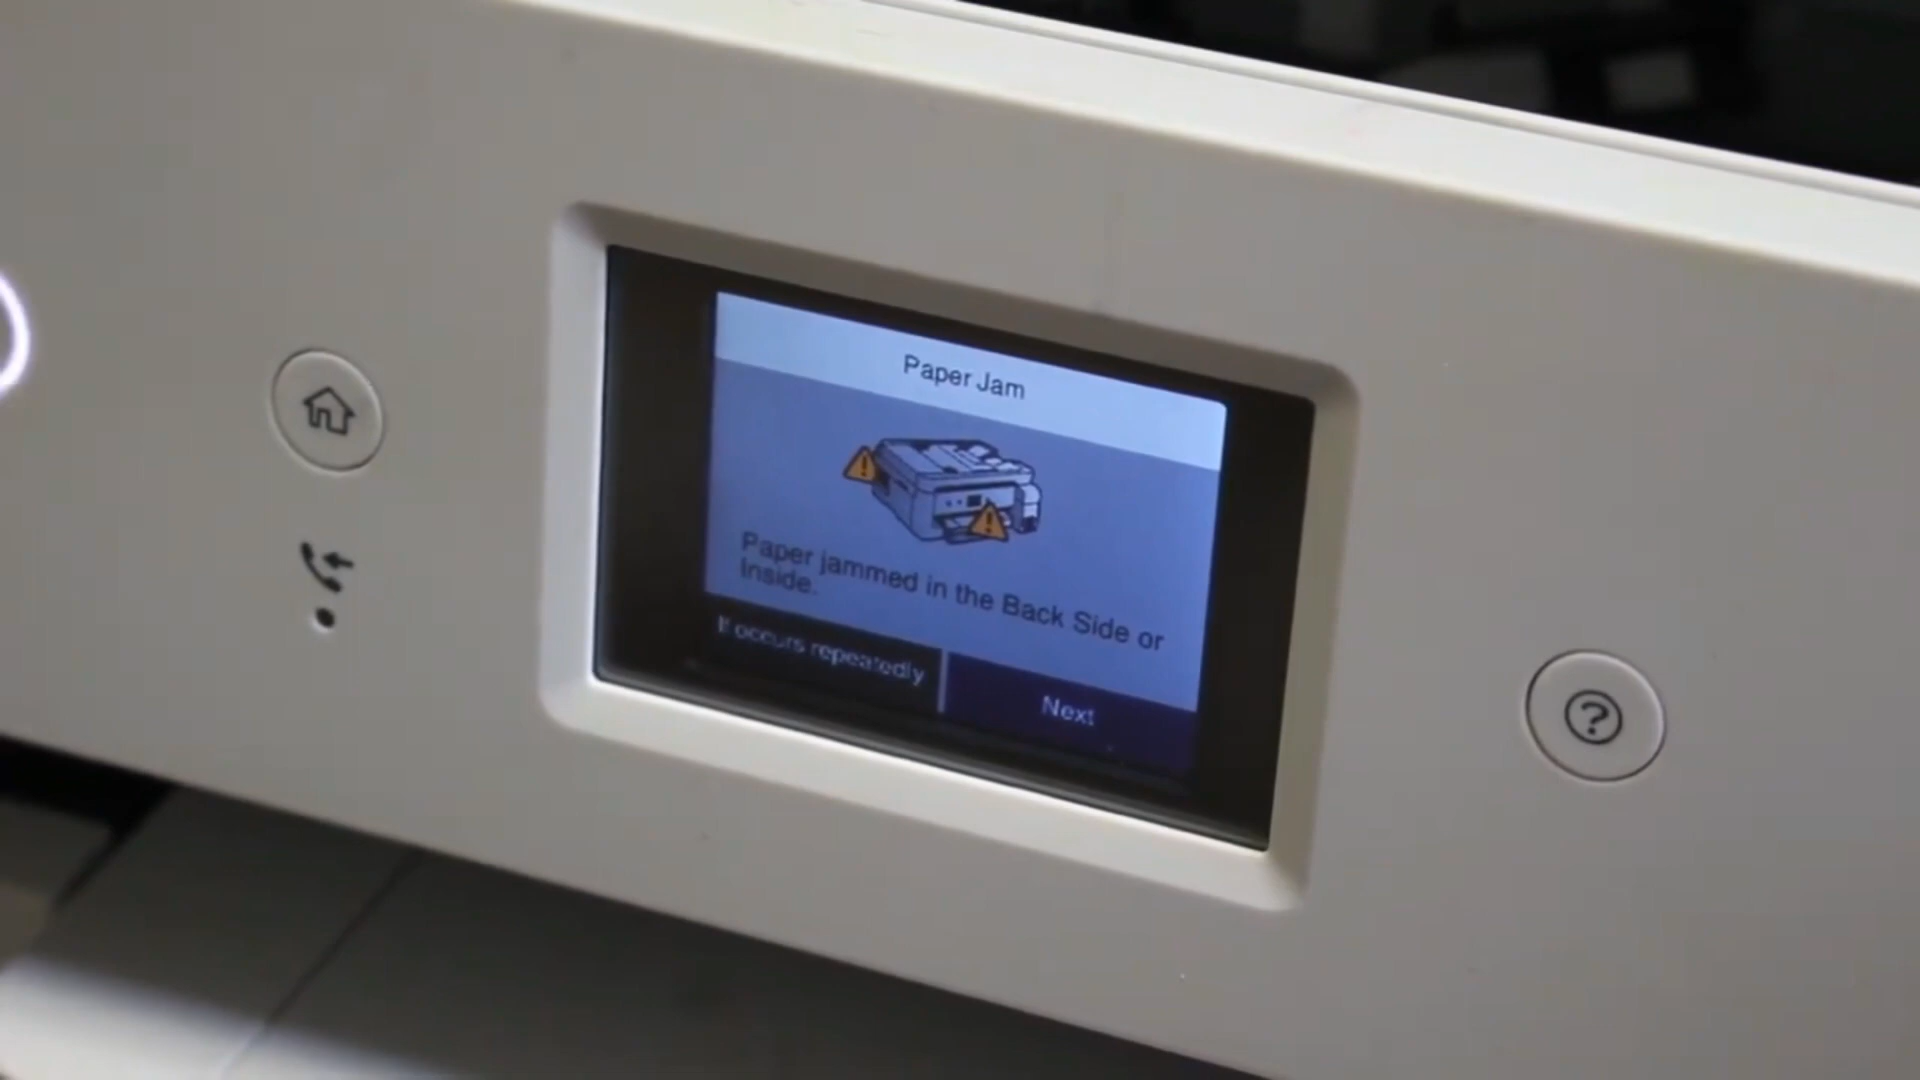 Paper Jam
Paper jammed in the Back Side or
Inside.
If occurs repeatedly
Next
?